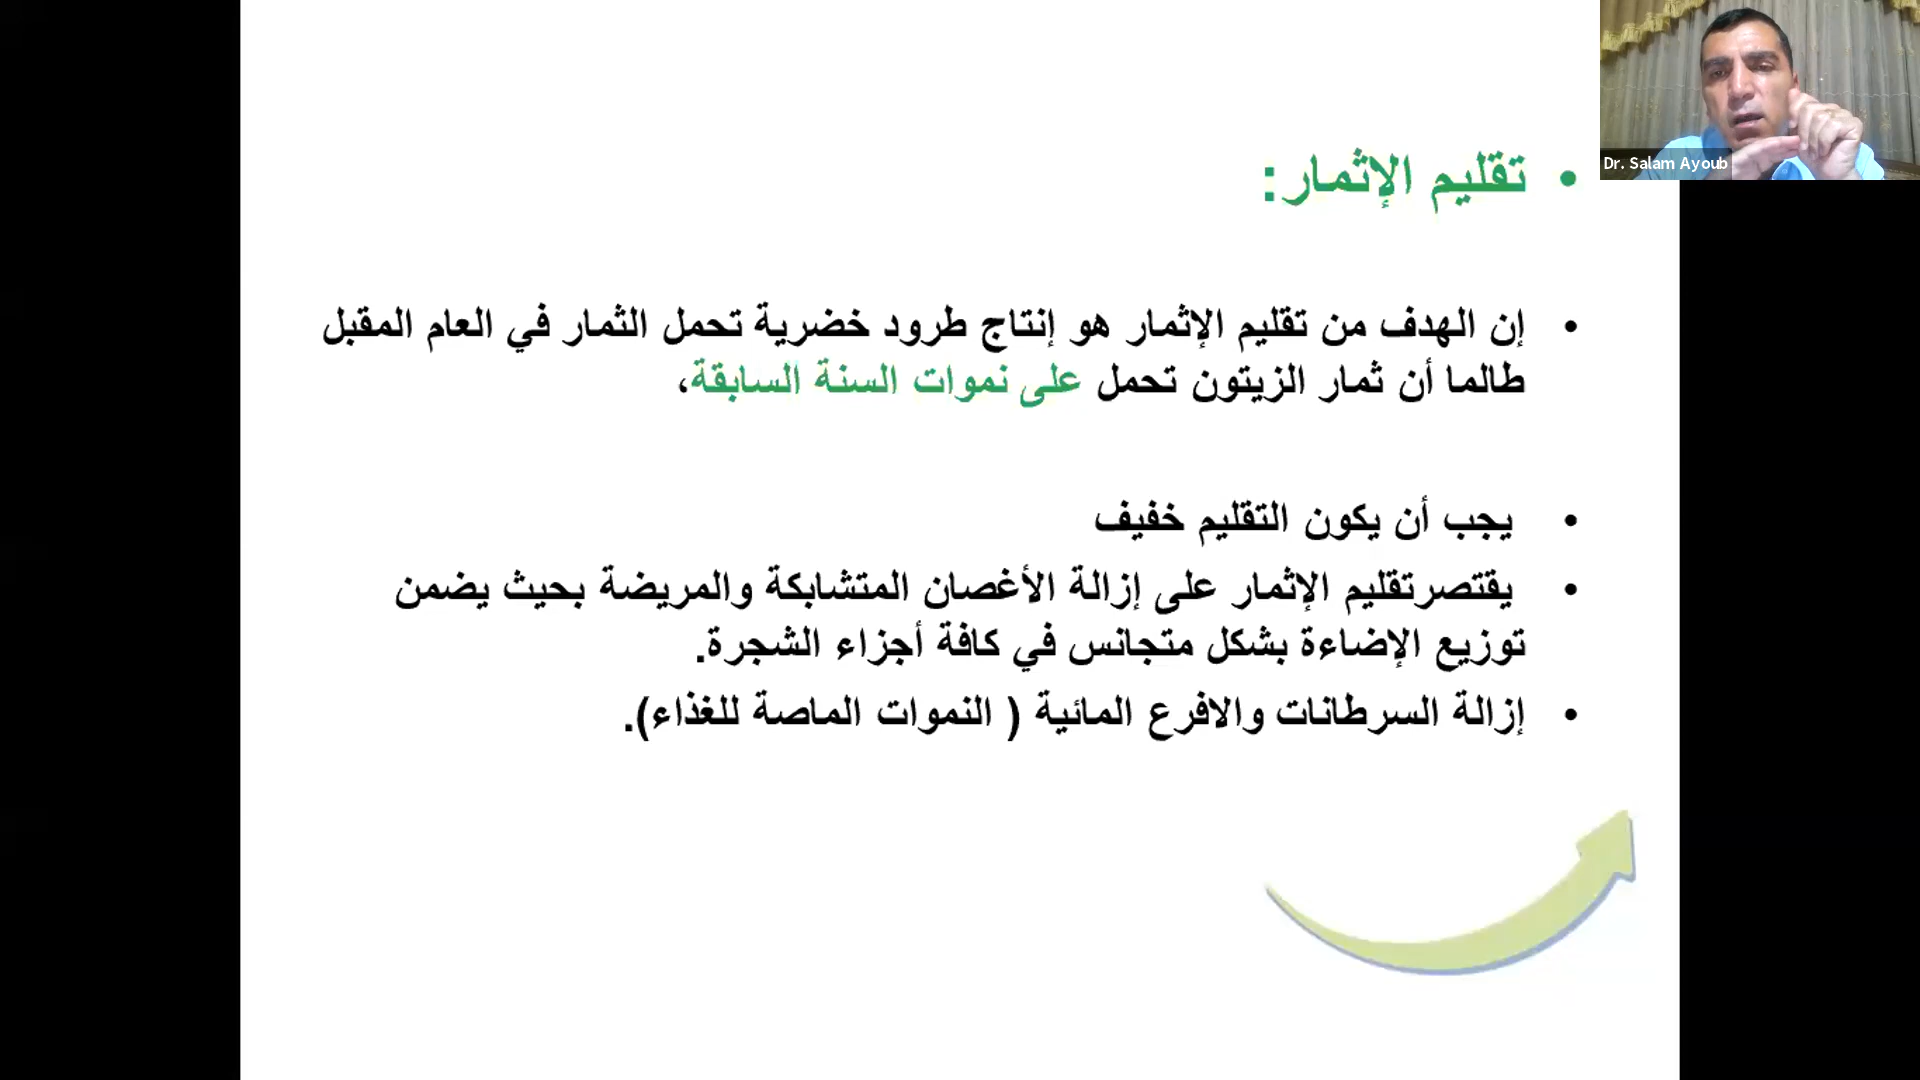 • تقليم الإثمار:
• إن الهدف من تقليم الإثمار هو إنتاج طرود خضرية تحمل الثمار في العام المقبل
طالما أن ثمار الزيتون تحمل على نموات السنة السابقة،
• يجب أن يكون التقليم خفيف
• يقتصرتقليم الإثمار على إزالة الأغصان المتشابكة والمريضة بحيث يضمن
توزيع الإضاءة بشكل متجانس في كافة أجزاء الشجرة.
• إزالة السرطانات والافرع المائية ( النموات الماصة للغذاء).
Dr. Salam Ayoub